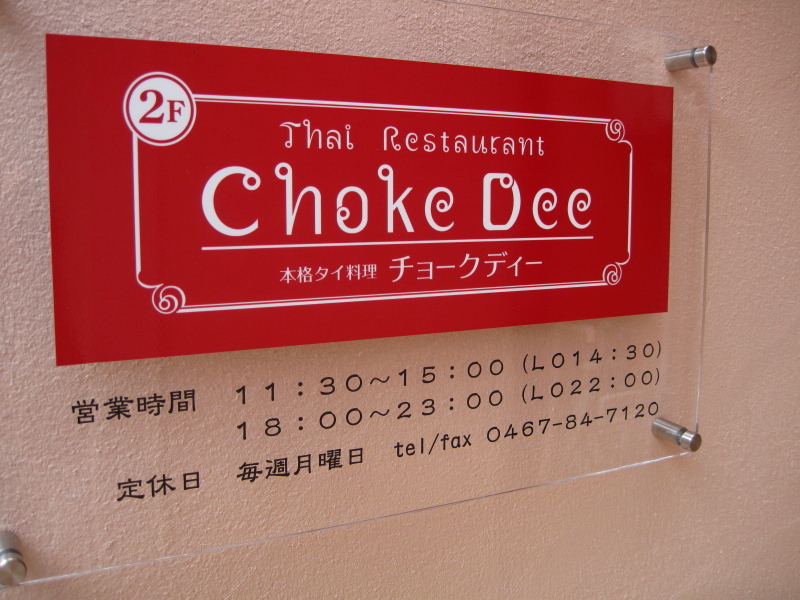 2F
Thai Restaurant
Choke Dee
本格タイ料理 チョークディー
営業時間 11：30〜15：00 (LO14：30)
18：00〜23：00 (LO22：00)
定休日 毎週月曜日 tel/fax 0467-84-7120